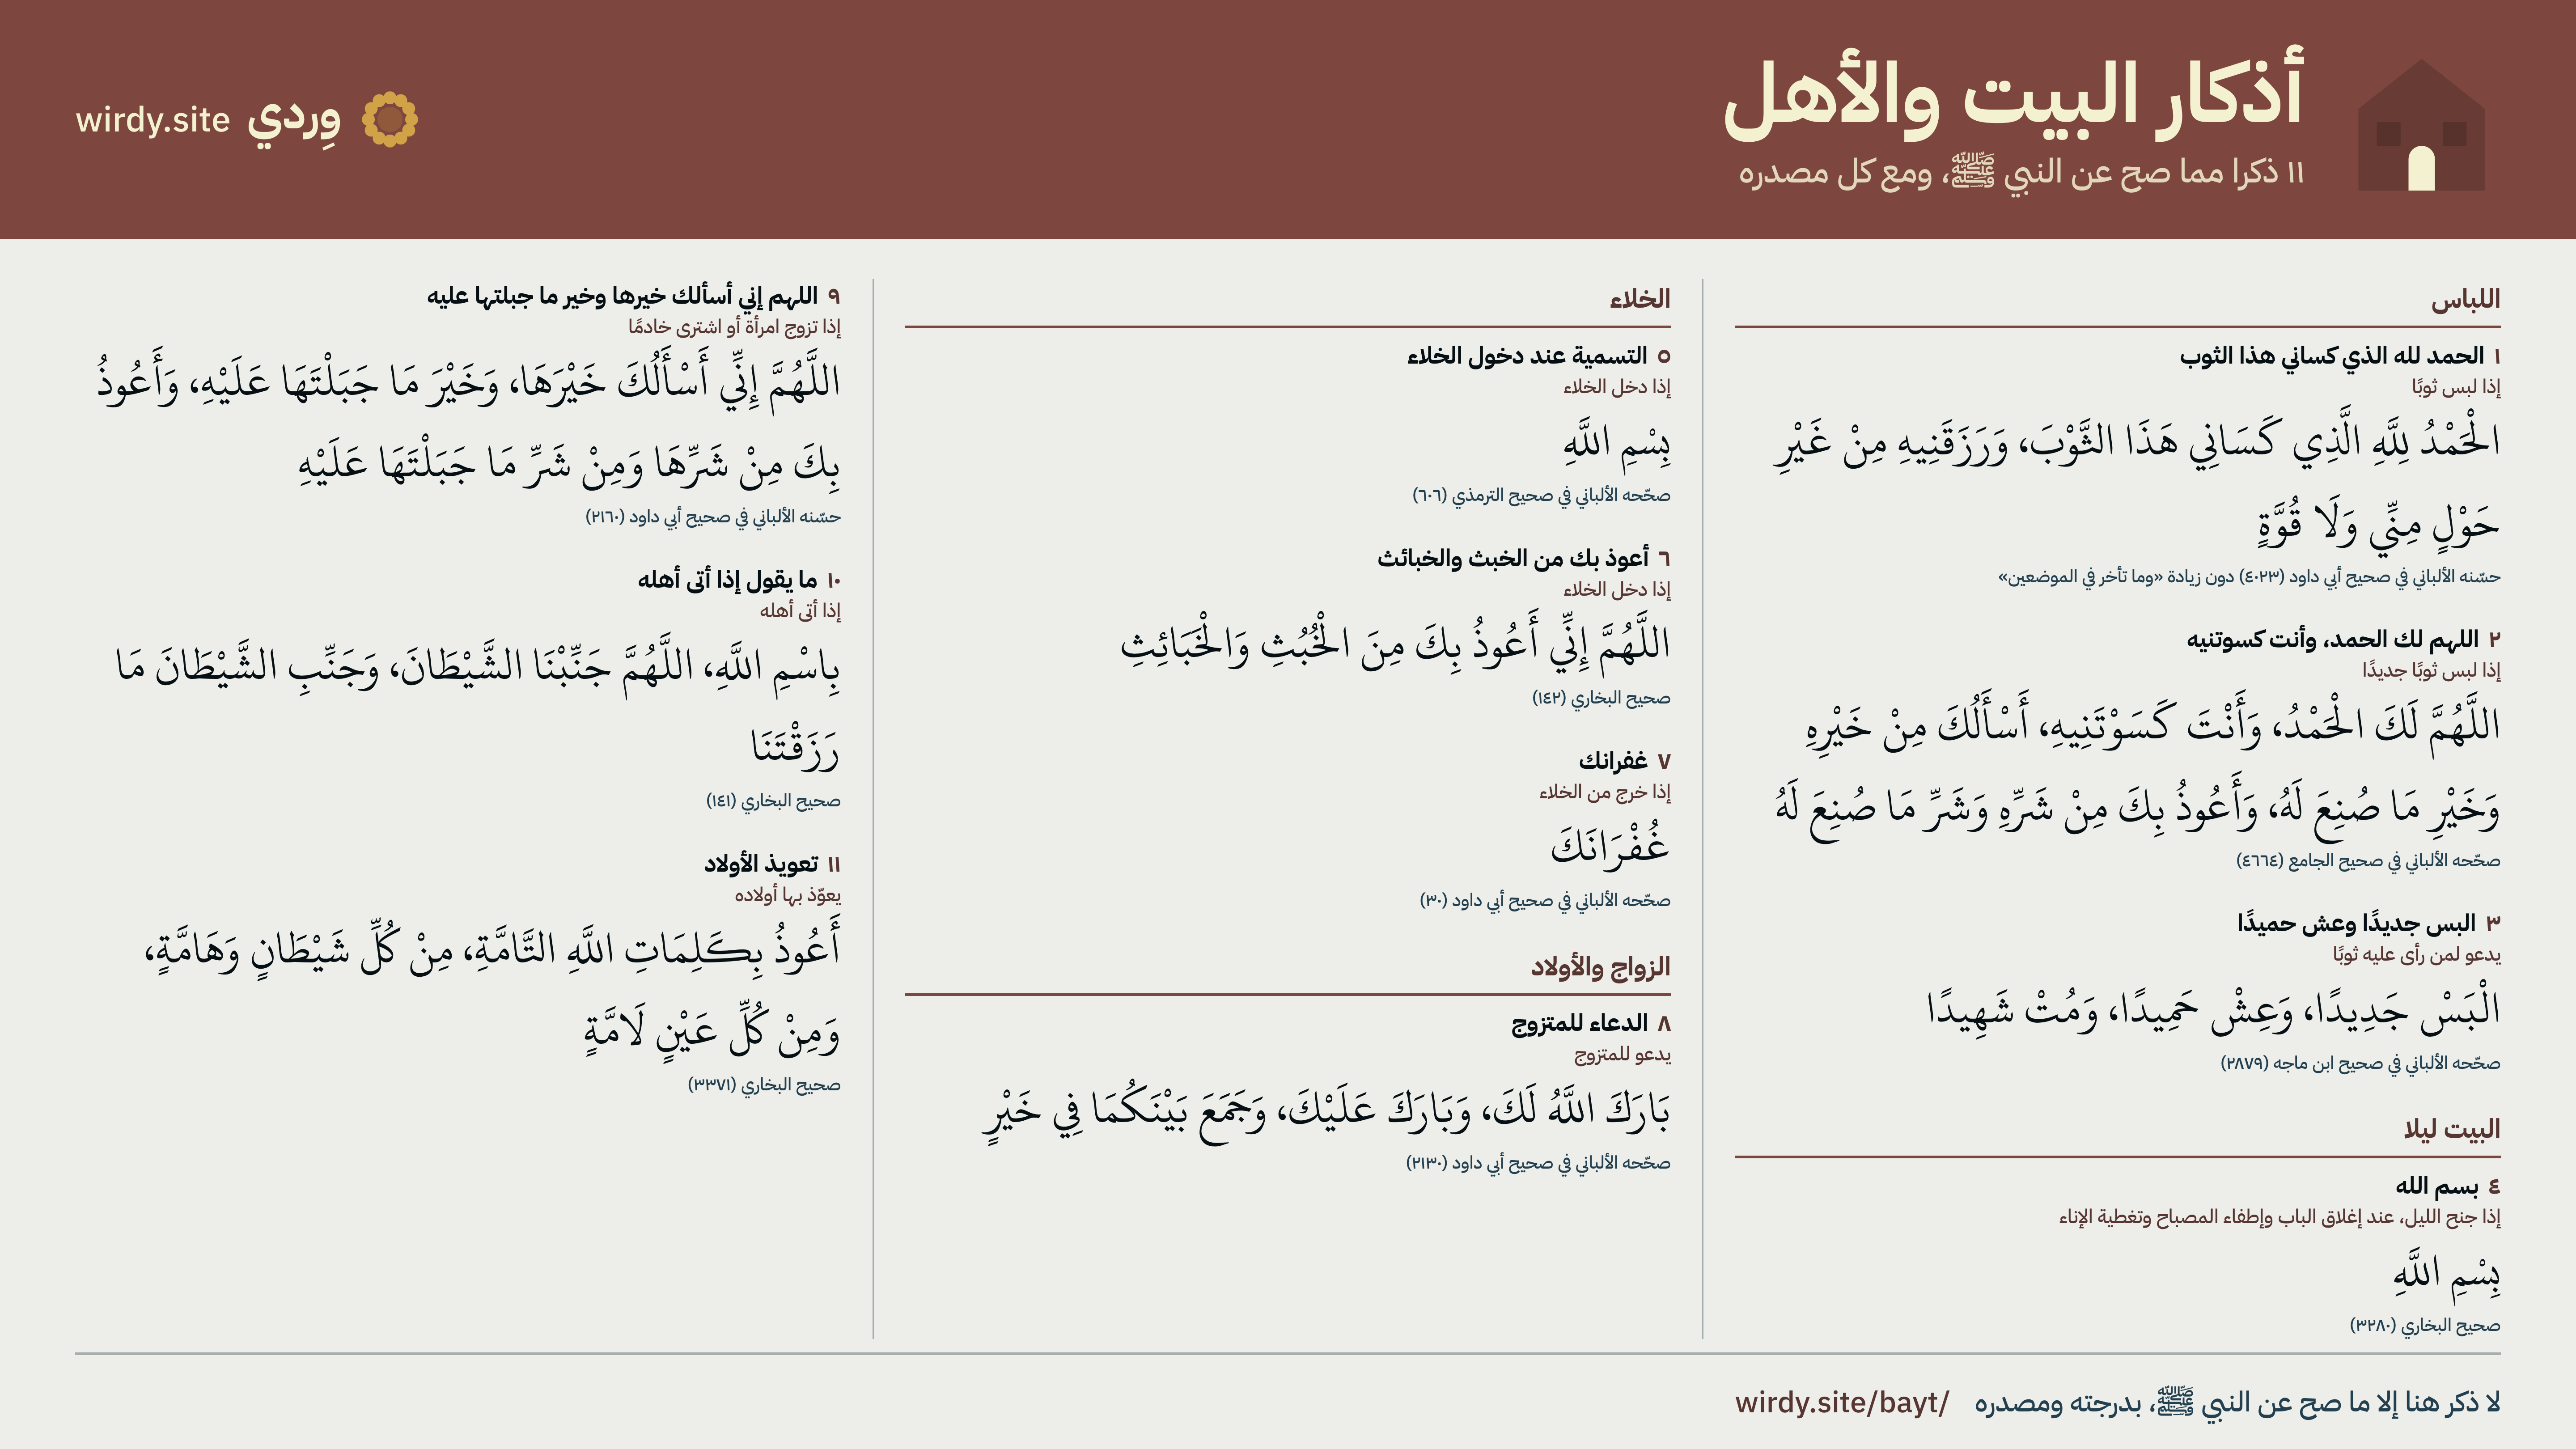 أذكار البيت والأهل
١١ ذكرا مما صح عن النبي ﷺ، ومع كل مصدره
وِردي wirdy.site
اللباس
١ الحمد لله الذي كساني هذا الثوب
إذا لبس ثوبًا
الْحَمْدُ لِلَّهِ الَّذِي كَسَانِي هَذَا الثَّوْبَ، وَرَزَقَنِيهِ مِنْ غَيْرِ
حَوْلٍ مِنِّي وَلَا قُوَّةٍ
حسّنه الألباني في صحيح أبي داود (٤٠٢٣) دون زيادة «وما تأخر في الموضعين»
٢ اللهم لك الحمد، وأنت كسوتنيه
إذا لبس ثوبًا جديدًا
اللَّهُمَّ لَكَ الْحَمْدُ، وَأَنْتَ كَسَوْتَنِيهِ، أَسْأَلُكَ مِنْ خَيْرِهِ
وَخَيْرِ مَا صُنِعَ لَهُ، وَأَعُوذُ بِكَ مِنْ شَرِّهِ وَشَرِّ مَا صُنِعَ لَهُ
صحّحه الألباني في صحيح الجامع (٤٦٦٤)
٣ البس جديدًا وعش حميدًا
يدعو لمن رأى عليه ثوبًا
الْبَسْ جَدِيدًا، وَعِشْ حَمِيدًا، وَمُتْ شَهِيدًا
صحّحه الألباني في صحيح ابن ماجه (٢٨٧٩)
البيت ليلا
٤ بسم الله
إذا جنح الليل، عند إغلاق الباب وإطفاء المصباح وتغطية الإناء
بِسْمِ اللَّهِ
صحيح البخاري (٣٢٨٠)
الخلاء
٥ التسمية عند دخول الخلاء
إذا دخل الخلاء
بِسْمِ اللَّهِ
صحّحه الألباني في صحيح الترمذي (٦٠٦)
٦ أعوذ بك من الخبث والخبائث
إذا دخل الخلاء
اللَّهُمَّ إِنِّي أَعُوذُ بِكَ مِنَ الْخُبُثِ وَالْخَبَائِثِ
صحيح البخاري (١٤٢)
٧ غفرانك
إذا خرج من الخلاء
غُفْرَانَكَ
صحّحه الألباني في صحيح أبي داود (٣٠)
الزواج والأولاد
٨ الدعاء للمتزوج
يدعو للمتزوج
بَارَكَ اللَّهُ لَكَ، وَبَارَكَ عَلَيْكَ، وَجَمَعَ بَيْنَكُمَا فِي خَيْرٍ
صحّحه الألباني في صحيح أبي داود (٢١٣٠)
٩ اللهم إني أسألك خيرها وخير ما جبلتها عليه
إذا تزوج امرأة أو اشترى خادمًا
اللَّهُمَّ إِنِّي أَسْأَلُكَ خَيْرَهَا، وَخَيْرَ مَا جَبَلْتَهَا عَلَيْهِ، وَأَعُوذُ
بِكَ مِنْ شَرِّهَا وَمِنْ شَرِّ مَا جَبَلْتَهَا عَلَيْهِ
حسّنه الألباني في صحيح أبي داود (٢١٦٠)
١٠ ما يقول إذا أتى أهله
إذا أتى أهله
بِاسْمِ اللَّهِ، اللَّهُمَّ جَنِّبْنَا الشَّيْطَانَ، وَجَنِّبِ الشَّيْطَانَ مَا
رَزَقْتَنَا
صحيح البخاري (١٤١)
١١ تعويذ الأولاد
يعوّذ بها أولاده
أَعُوذُ بِكَلِمَاتِ اللَّهِ التَّامَّةِ، مِنْ كُلِّ شَيْطَانٍ وَهَامَّةٍ،
وَمِنْ كُلِّ عَيْنٍ لَامَّةٍ
صحيح البخاري (٣٣٧١)
لا ذكر هنا إلا ما صح عن النبي ﷺ، بدرجته ومصدره wirdy.site/bayt/